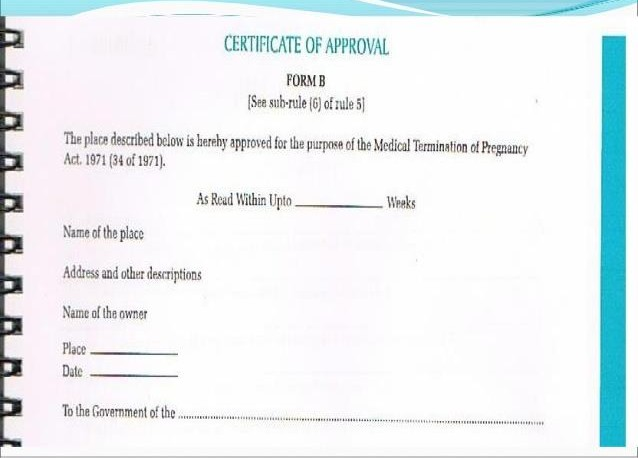 CERTIFICATE OF APPROVAL
FORM B
[See sub-rule (6) of rule 5]
The place described below is hereby approved for the purpose of the Medical Termination of Pregnancy
Act. 1971 (34 of 1971).
As Read Within Upto ____________ Weeks
Name of the place
Address and other descriptions
Name of the owner
Place ____________
Date ____________
To the Government of the ........................................................................